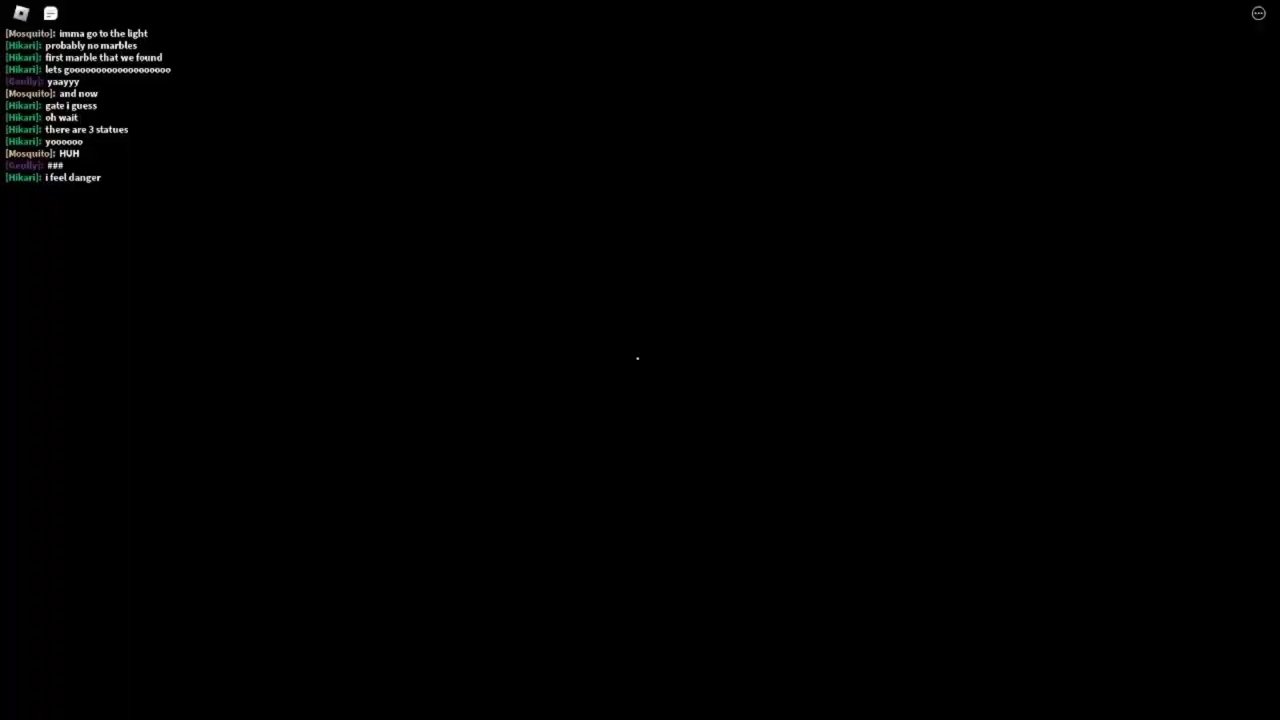 [Mosquito]: imma go to the light
[Hikari]: probably no marbles
[Hikari]: first marble that we found
[Hikari]: lets goooooooooooooooooo
yaayyy
[Mosquito]: and now
[Hikari]: gate i guess
[Hikari]: oh wait
[Hikari]: there are 3 statues
[Hikari]: yoooooo
[Mosquito]: HUH
###
[Hikari]: i feel danger